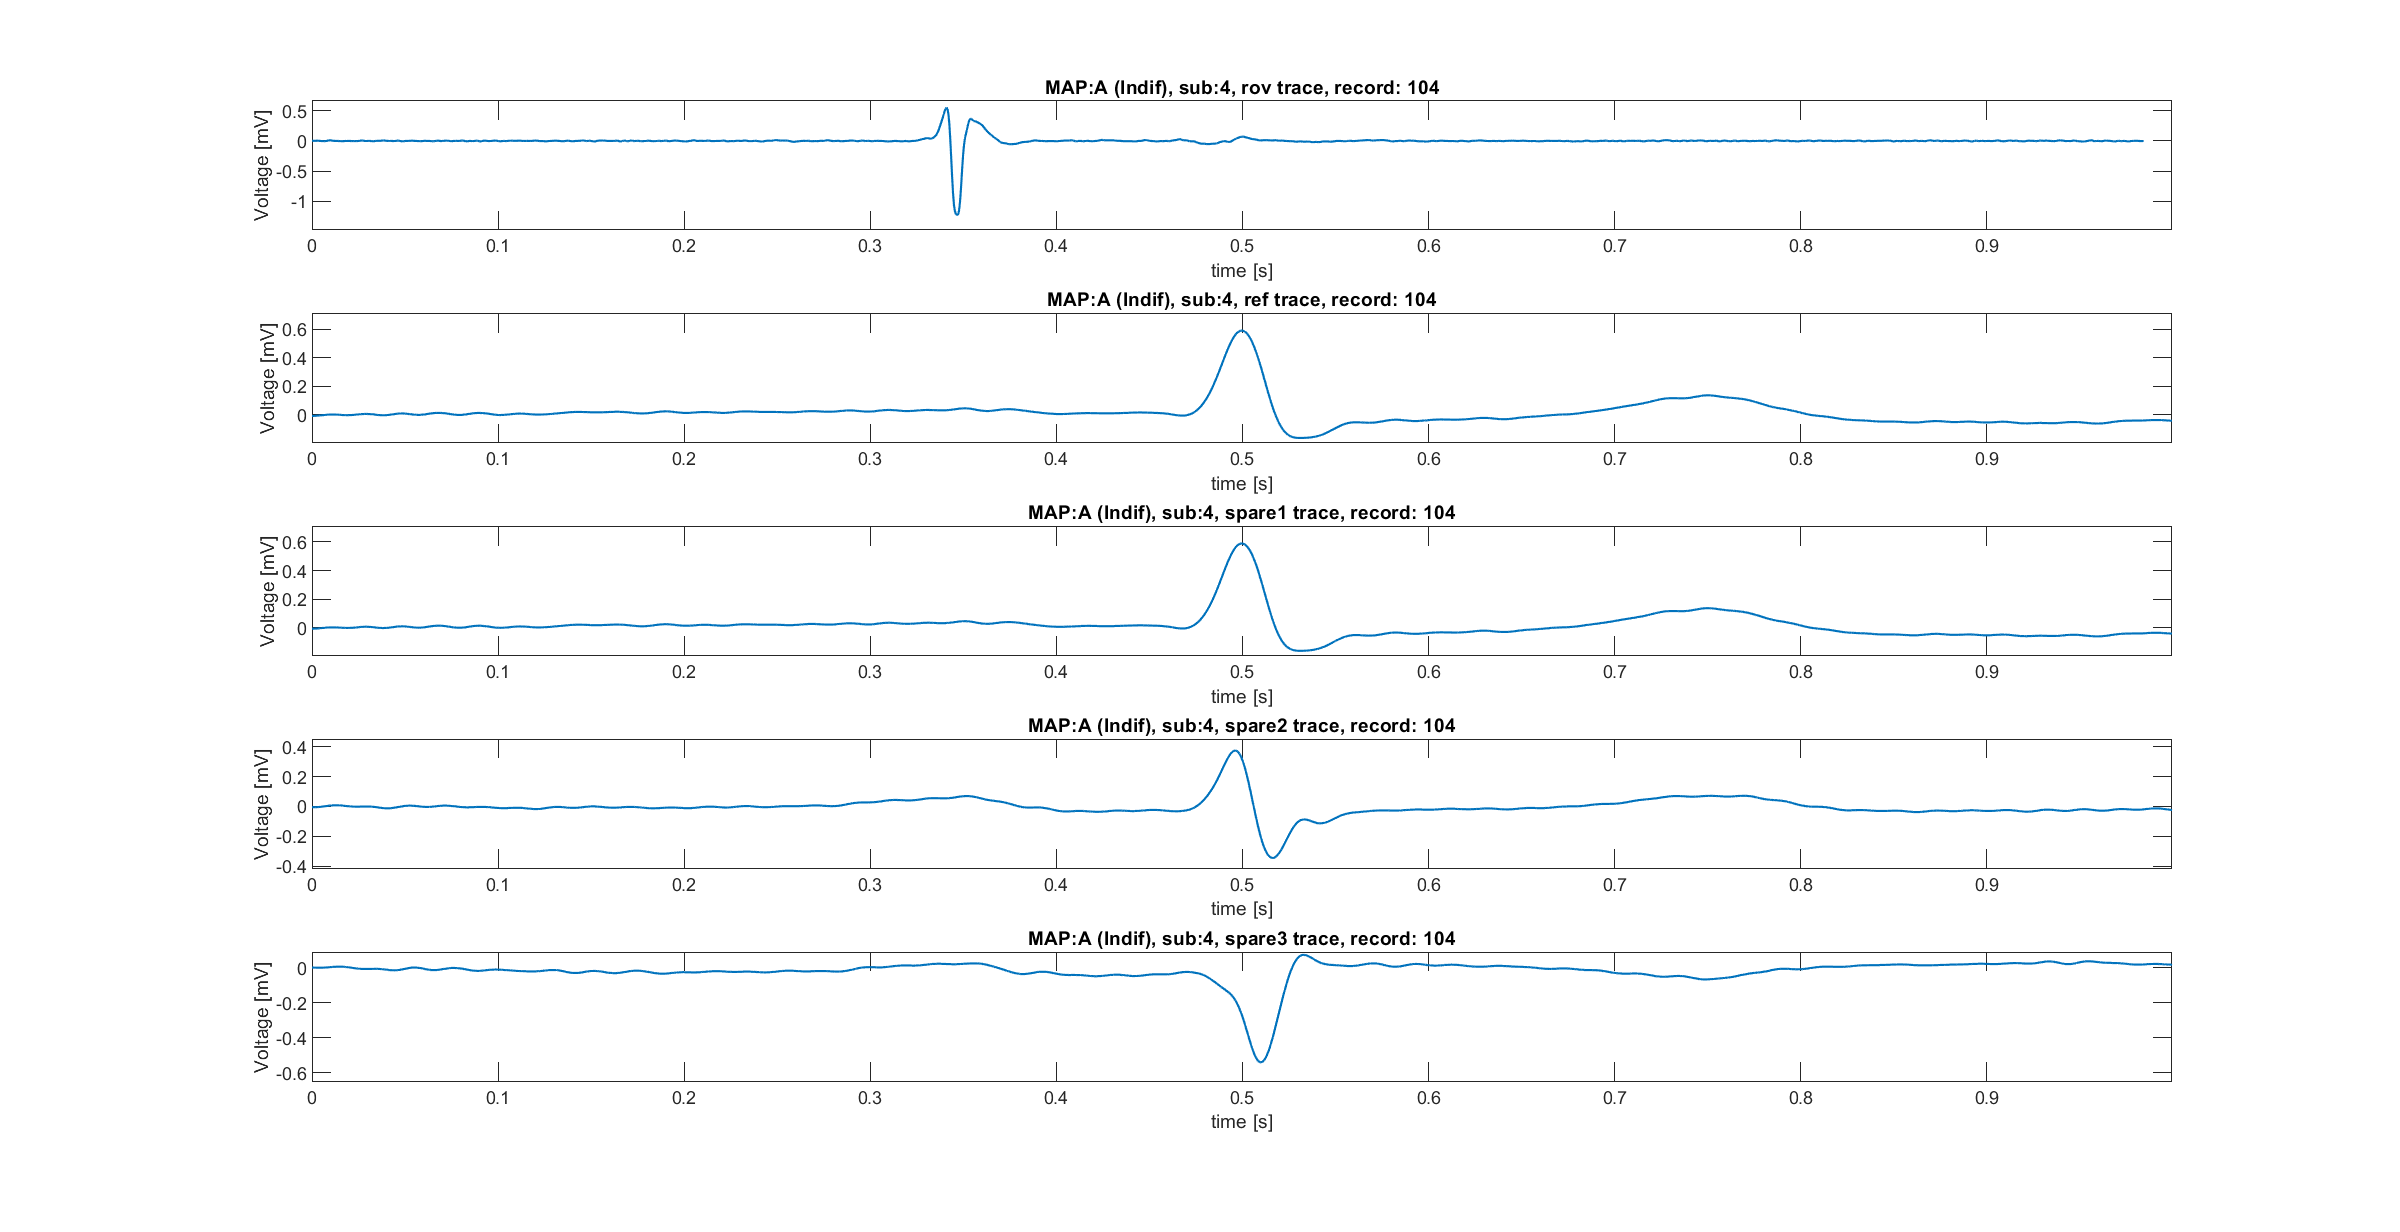 MAP:A (Indif), sub:4, rov trace, record: 104
Voltage [mV]
0.5
0
-0.5
-1
0 0.1 0.2 0.3 0.4 0.5 0.6 0.7 0.8 0.9
time [s]
MAP:A (Indif), sub:4, ref trace, record: 104
Voltage [mV]
0.6
0.4
0.2
0
0 0.1 0.2 0.3 0.4 0.5 0.6 0.7 0.8 0.9
time [s]
MAP:A (Indif), sub:4, spare1 trace, record: 104
Voltage [mV]
0.6
0.4
0.2
0
0 0.1 0.2 0.3 0.4 0.5 0.6 0.7 0.8 0.9
time [s]
MAP:A (Indif), sub:4, spare2 trace, record: 104
Voltage [mV]
0.4
0.2
0
-0.2
-0.4
0 0.1 0.2 0.3 0.4 0.5 0.6 0.7 0.8 0.9
time [s]
MAP:A (Indif), sub:4, spare3 trace, record: 104
Voltage [mV]
0
-0.2
-0.4
-0.6
0 0.1 0.2 0.3 0.4 0.5 0.6 0.7 0.8 0.9
time [s]